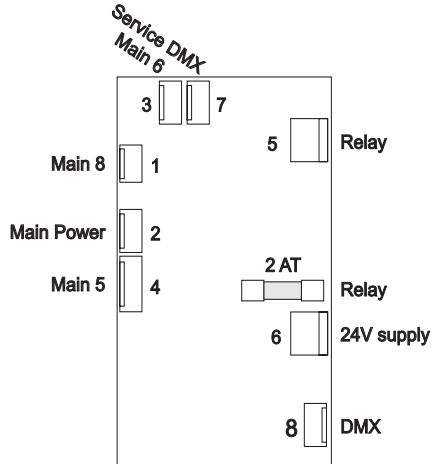 Service DMX
Main 6
3
7
5
Relay
Main 8
1
Main Power
2
2 AT
Main 5
4
Relay
6
24V supply
8
DMX